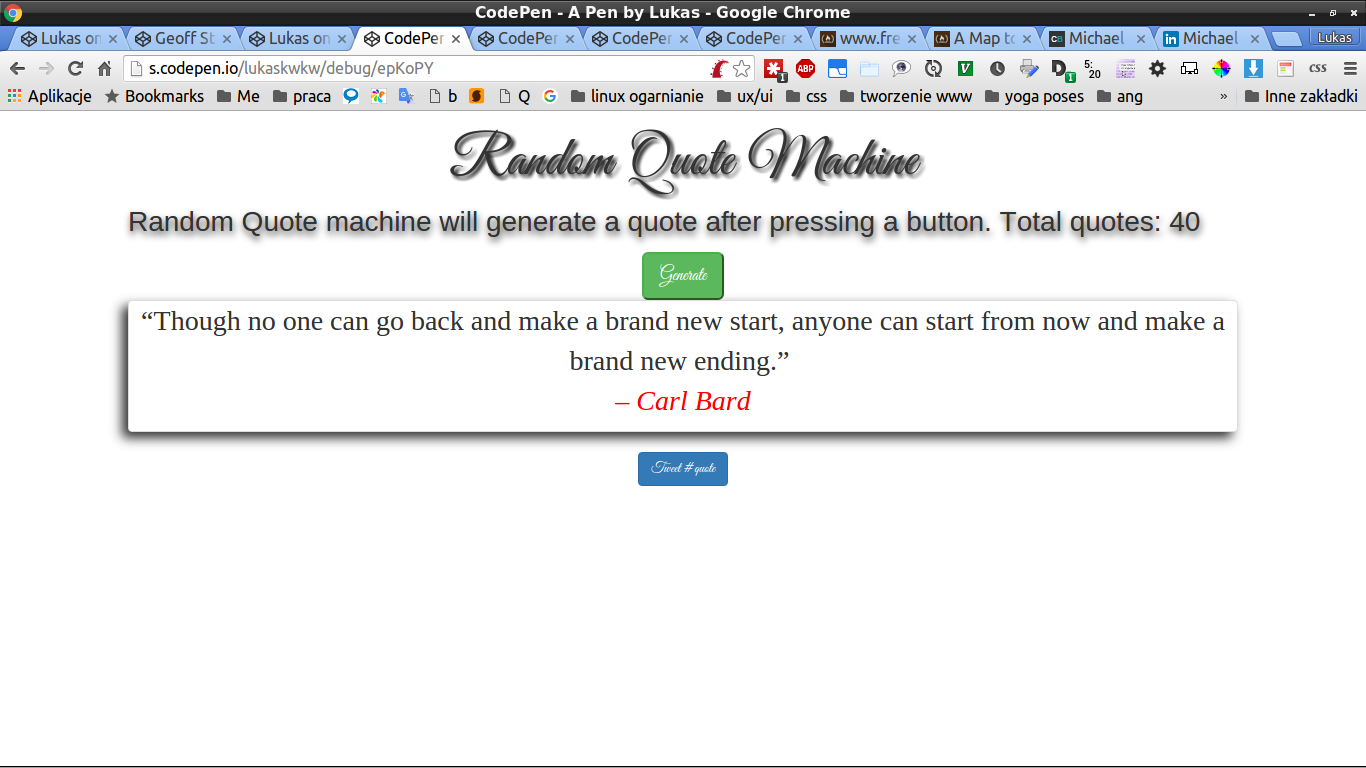 CodePen - A Pen by Lukas - Google Chrome
Lukas on
Geoff St
Lukas on
CodePen
CodePen
CodePen
CodePen
www.fre
A Map to
Michael
Michael
Lukas
s.codepen.io/lukaskwkw/debug/epKoPY
1
ABP
V
D
1
5:
20
css
Aplikacje
Bookmarks
Me
praca
b
Q
G
linux ogarnianie
ux/ui
css
tworzenie www
yoga poses
ang
»
Inne zakładki
Random Quote Machine
Random Quote machine will generate a quote after pressing a button. Total quotes: 40
Generate
“Though no one can go back and make a brand new start, anyone can start from now and make a
brand new ending.”
– Carl Bard
Tweet # quote